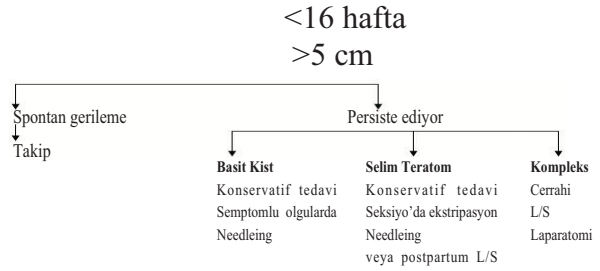 <16 hafta
>5 cm
Spontan gerileme
Persiste ediyor
Takip
Basit Kist
Konservatif tedavi
Semptomlu olgularda
Needleing
Selim Teratom
Konservatif tedavi
Seksiyo’da ekstripasyon
Needleing
veya postpartum L/S
Kompleks
Cerrahi
L/S
Laparatomi